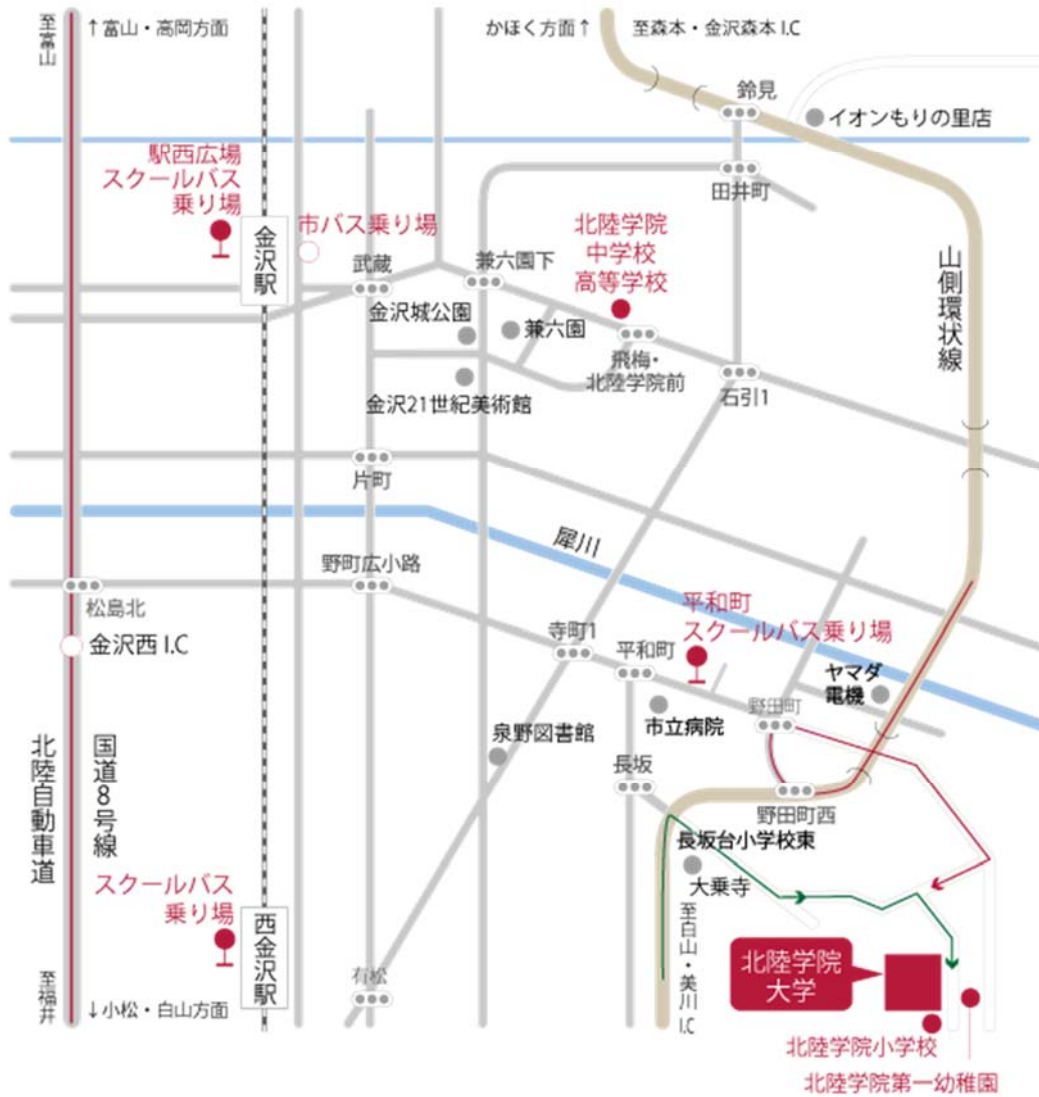 至富山
↑富山・高岡方面
かほく方面↑
至森本・金沢森本 I.C
鈴見
イオンもりの里店
駅西広場
スクールバス
乗り場
田井町
金沢駅
市バス乗り場
北陸学院
中学校
高等学校
武蔵
兼六園下
山側環状線
金沢城公園
兼六園
飛梅・
北陸学院前
石引1
金沢21世紀美術館
片町
犀川
野町広小路
松島北
金沢西 I.C
平和町
スクールバス乗り場
寺町1
平和町
ヤマダ
電機
野田町
市立病院
泉野図書館
北陸自動車道
国道8号線
長坂
野田町西
長坂台小学校東
大乗寺
スクールバス
乗り場
西金沢駅
至白山・美川I.C
有松
北陸学院
大学
至福井
↓小松・白山方面
北陸学院小学校
北陸学院第一幼稚園